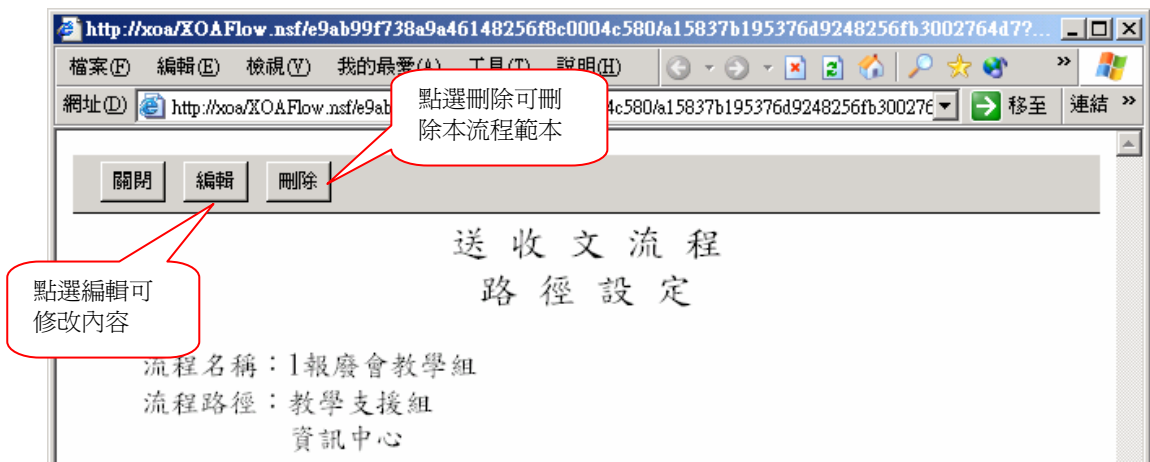 http://xoa/XOAFlow.nsf/e9ab99f738a9a46148256f8c0004c580/a15837b195376d9248256fb3002764d7?...
檔案(F) 編輯(E) 檢視(V) 我的最愛(A) 工具(T) 說明(H) »
網址(D) http://xoa/XOAFlow.nsf/e9ab 4c580/a15837b195376d9248256fb300276 移至 連結 »
點選刪除可刪
除本流程範本
關閉 編輯 刪除
送收文流程
路徑設定
點選編輯可
修改內容
流程名稱：1報廢會教學組
流程路徑：教學支援組
資訊中心